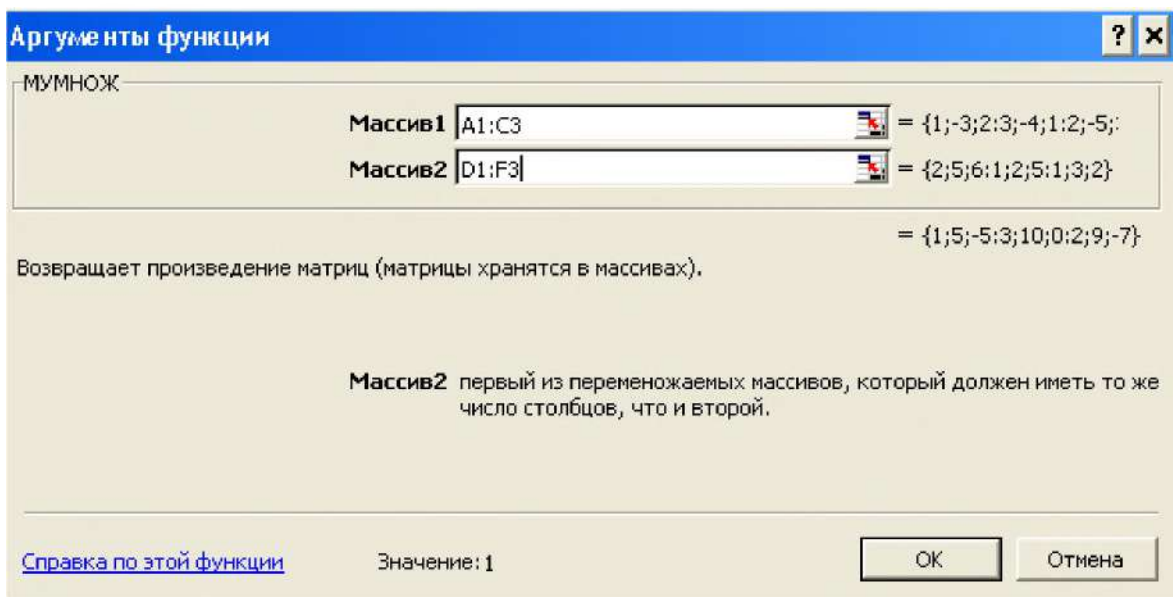 Аргументы функции
МУМНОЖ
Массив1 A1:C3 = {1;-3;2:3;-4;1:2;-5;:
Массив2 D1:F3 = {2;5;6:1;2;5:1;3;2}
= {1;5;-5:3;10;0:2;9;-7}
Возвращает произведение матриц (матрицы хранятся в массивах).
Массив2 первый из переменожаемых массивов, который должен иметь то же
число столбцов, что и второй.
Справка по этой функции Значение: 1 ОК Отмена